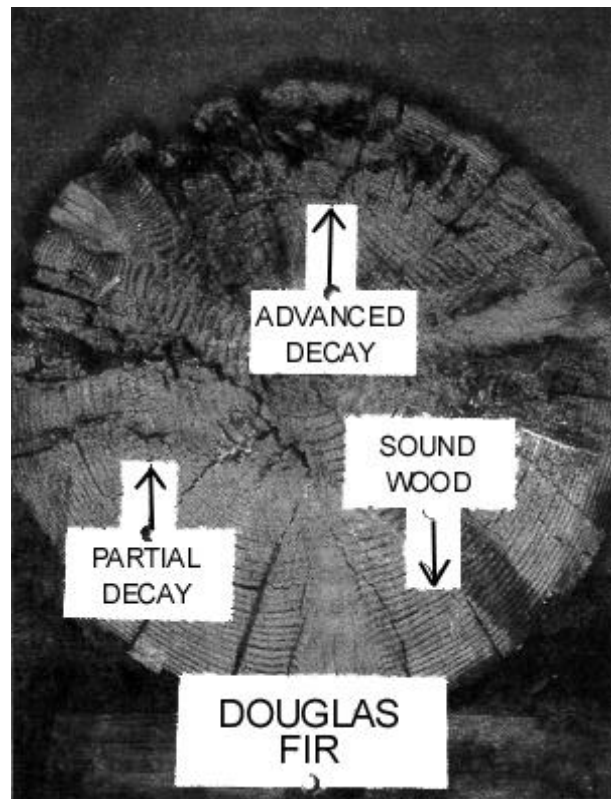 ADVANCED
DECAY
SOUND
WOOD
PARTIAL
DECAY
DOUGLAS
FIR